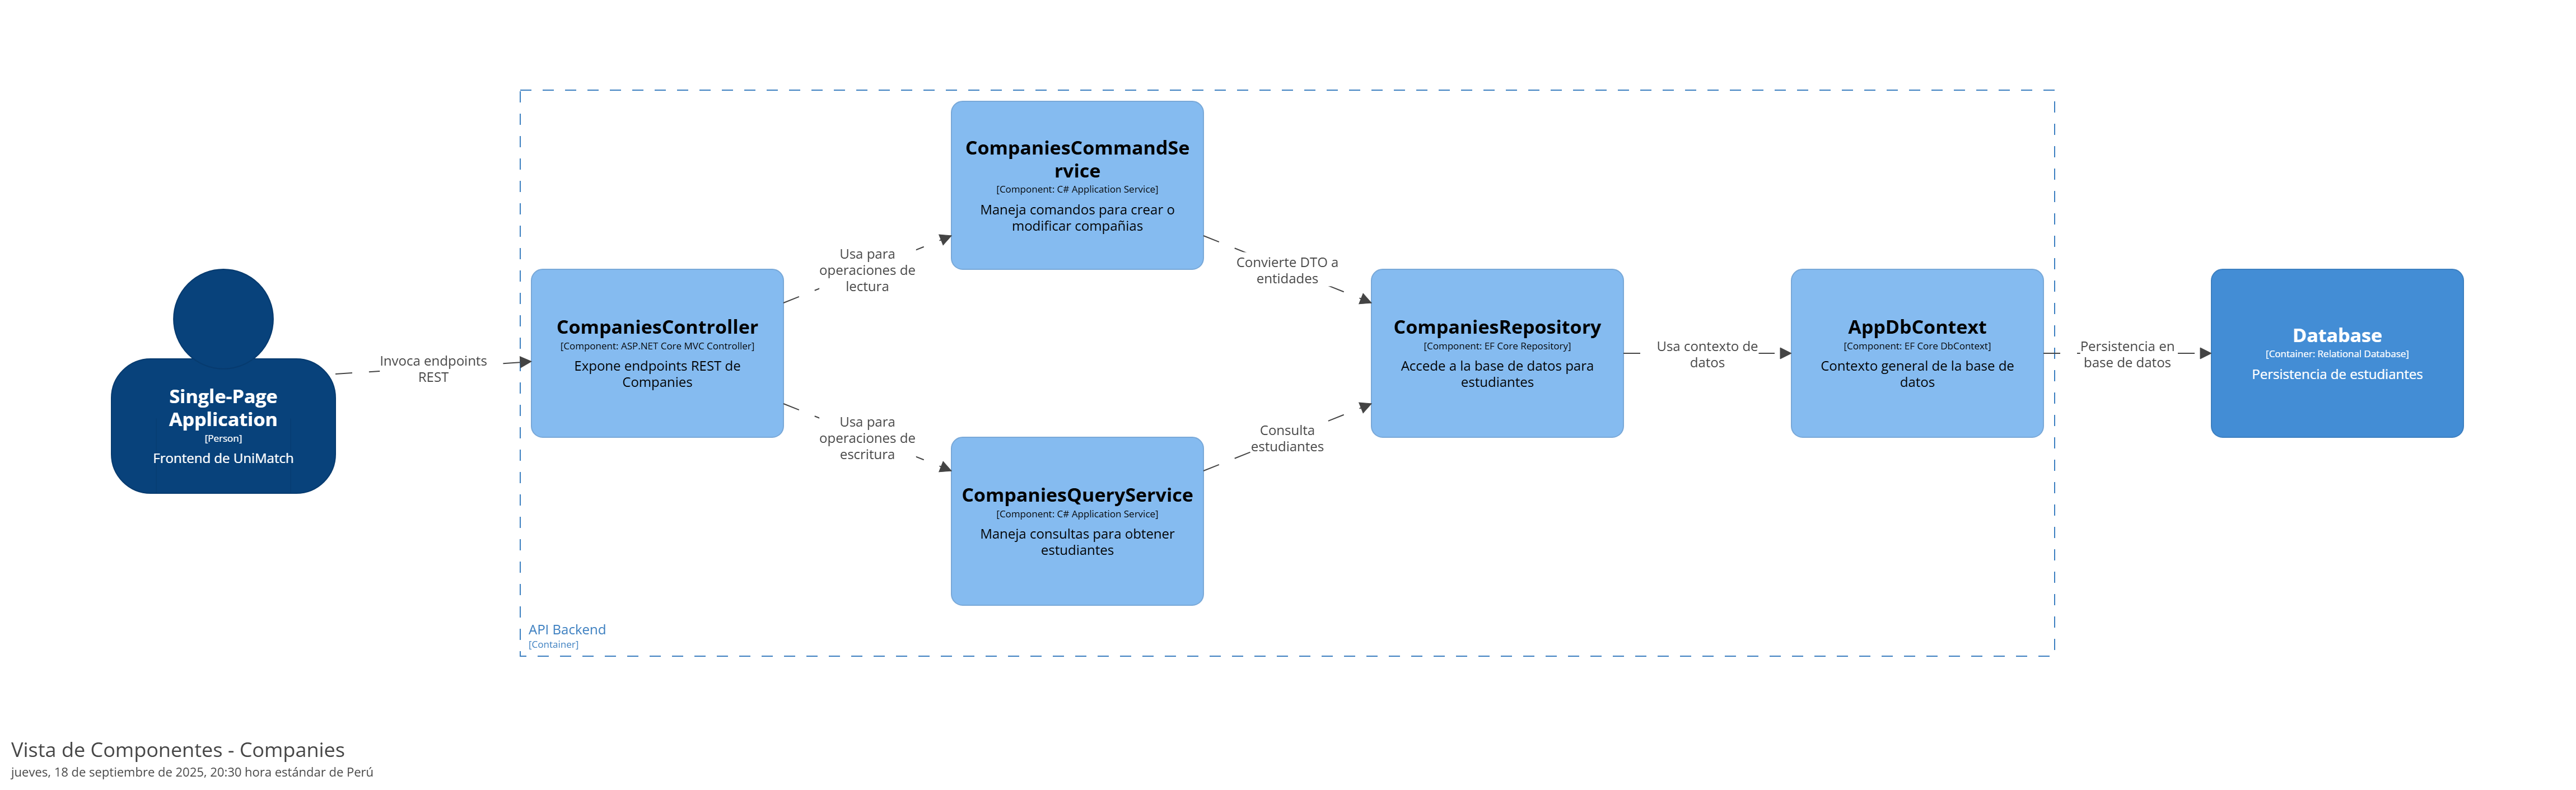 Single-Page
Application
[Person]
Frontend de UniMatch
Invoca endpoints
REST
CompaniesController
[Component: ASP.NET Core MVC Controller]
Expone endpoints REST de
Companies
Usa para
operaciones de
lectura
Usa para
operaciones de
escritura
CompaniesCommandSe
rvice
[Component: C# Application Service]
Maneja comandos para crear o
modificar compañias
CompaniesQueryService
[Component: C# Application Service]
Maneja consultas para obtener
estudiantes
Convierte DTO a
entidades
Consulta
estudiantes
CompaniesRepository
[Component: EF Core Repository]
Accede a la base de datos para
estudiantes
Usa contexto de
datos
AppDbContext
[Component: EF Core DbContext]
Contexto general de la base de
datos
Persistencia en
base de datos
Database
[Container: Relational Database]
Persistencia de estudiantes
API Backend
[Container]
Vista de Componentes - Companies
jueves, 18 de septiembre de 2025, 20:30 hora estándar de Perú